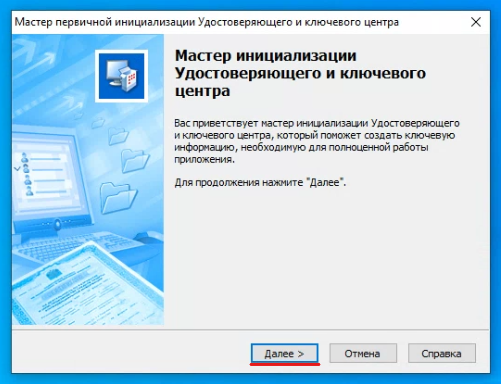 Мастер первичной инициализации Удостоверяющего и ключевого центра
Мастер инициализации
Удостоверяющего и ключевого
центра
Вас приветствует мастер инициализации Удостоверяющего
и ключевого центра, который поможет создать ключевую
информацию, необходимую для полноценной работы
приложения.
Для продолжения нажмите "Далее".
Далее >
Отмена
Справка